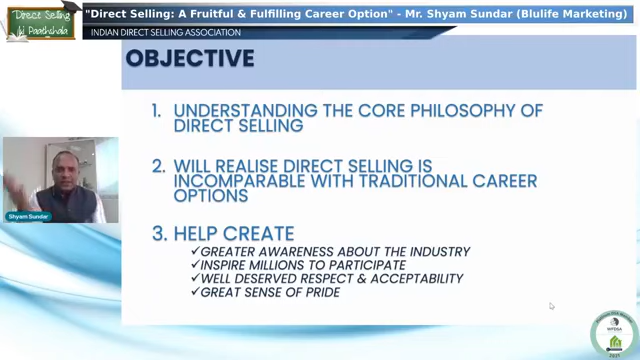 Direct Selling
ki Paathshala
"Direct Selling: A Fruitful & Fulfilling Career Option" - Mr. Shyam Sundar (Blulife Marketing)
INDIAN DIRECT SELLING ASSOCIATION
OBJECTIVE
1. UNDERSTANDING THE CORE PHILOSOPHY OF
DIRECT SELLING
2. WILL REALISE DIRECT SELLING IS
INCOMPARABLE WITH TRADITIONAL CAREER
OPTIONS
3. HELP CREATE
✓GREATER AWARENESS ABOUT THE INDUSTRY
✓INSPIRE MILLIONS TO PARTICIPATE
✓WELL DESERVED RESPECT & ACCEPTABILITY
✓GREAT SENSE OF PRIDE
Shyam Sundar
WFDSA